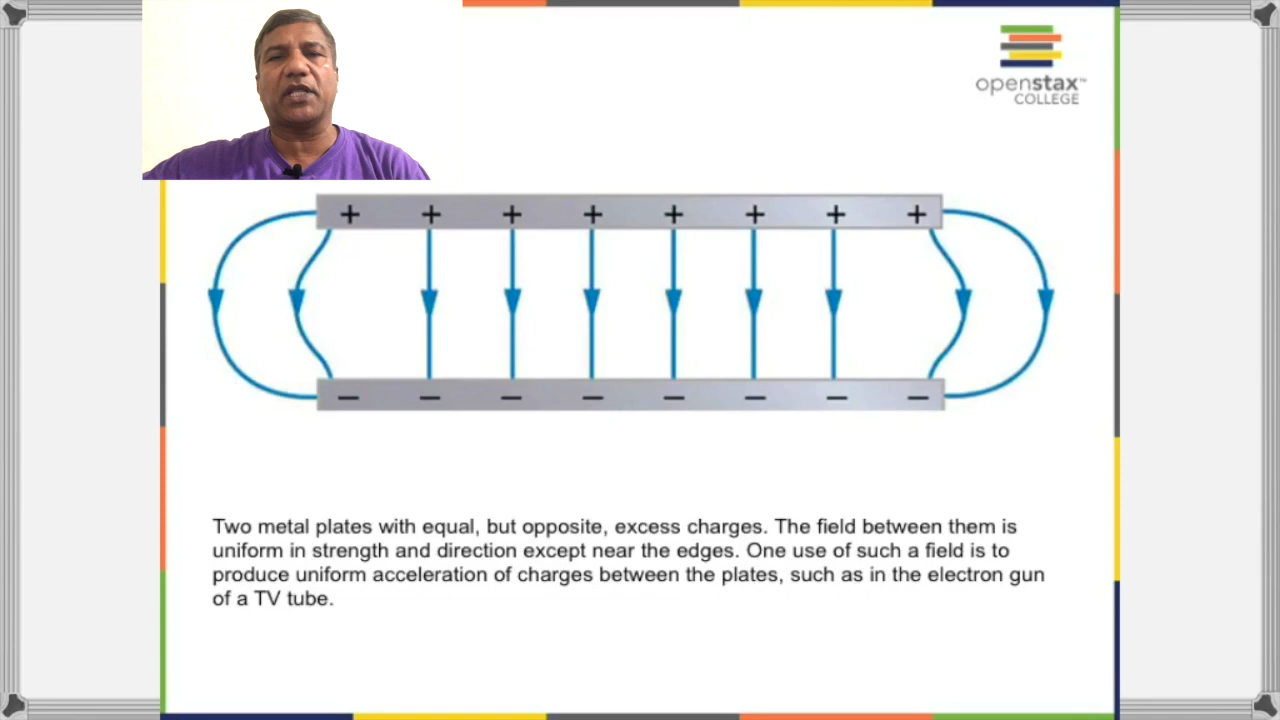 openstax™
COLLEGE
+ + + + + + + +
− − − − − − − −
Two metal plates with equal, but opposite, excess charges. The field between them is
uniform in strength and direction except near the edges. One use of such a field is to
produce uniform acceleration of charges between the plates, such as in the electron gun
of a TV tube.